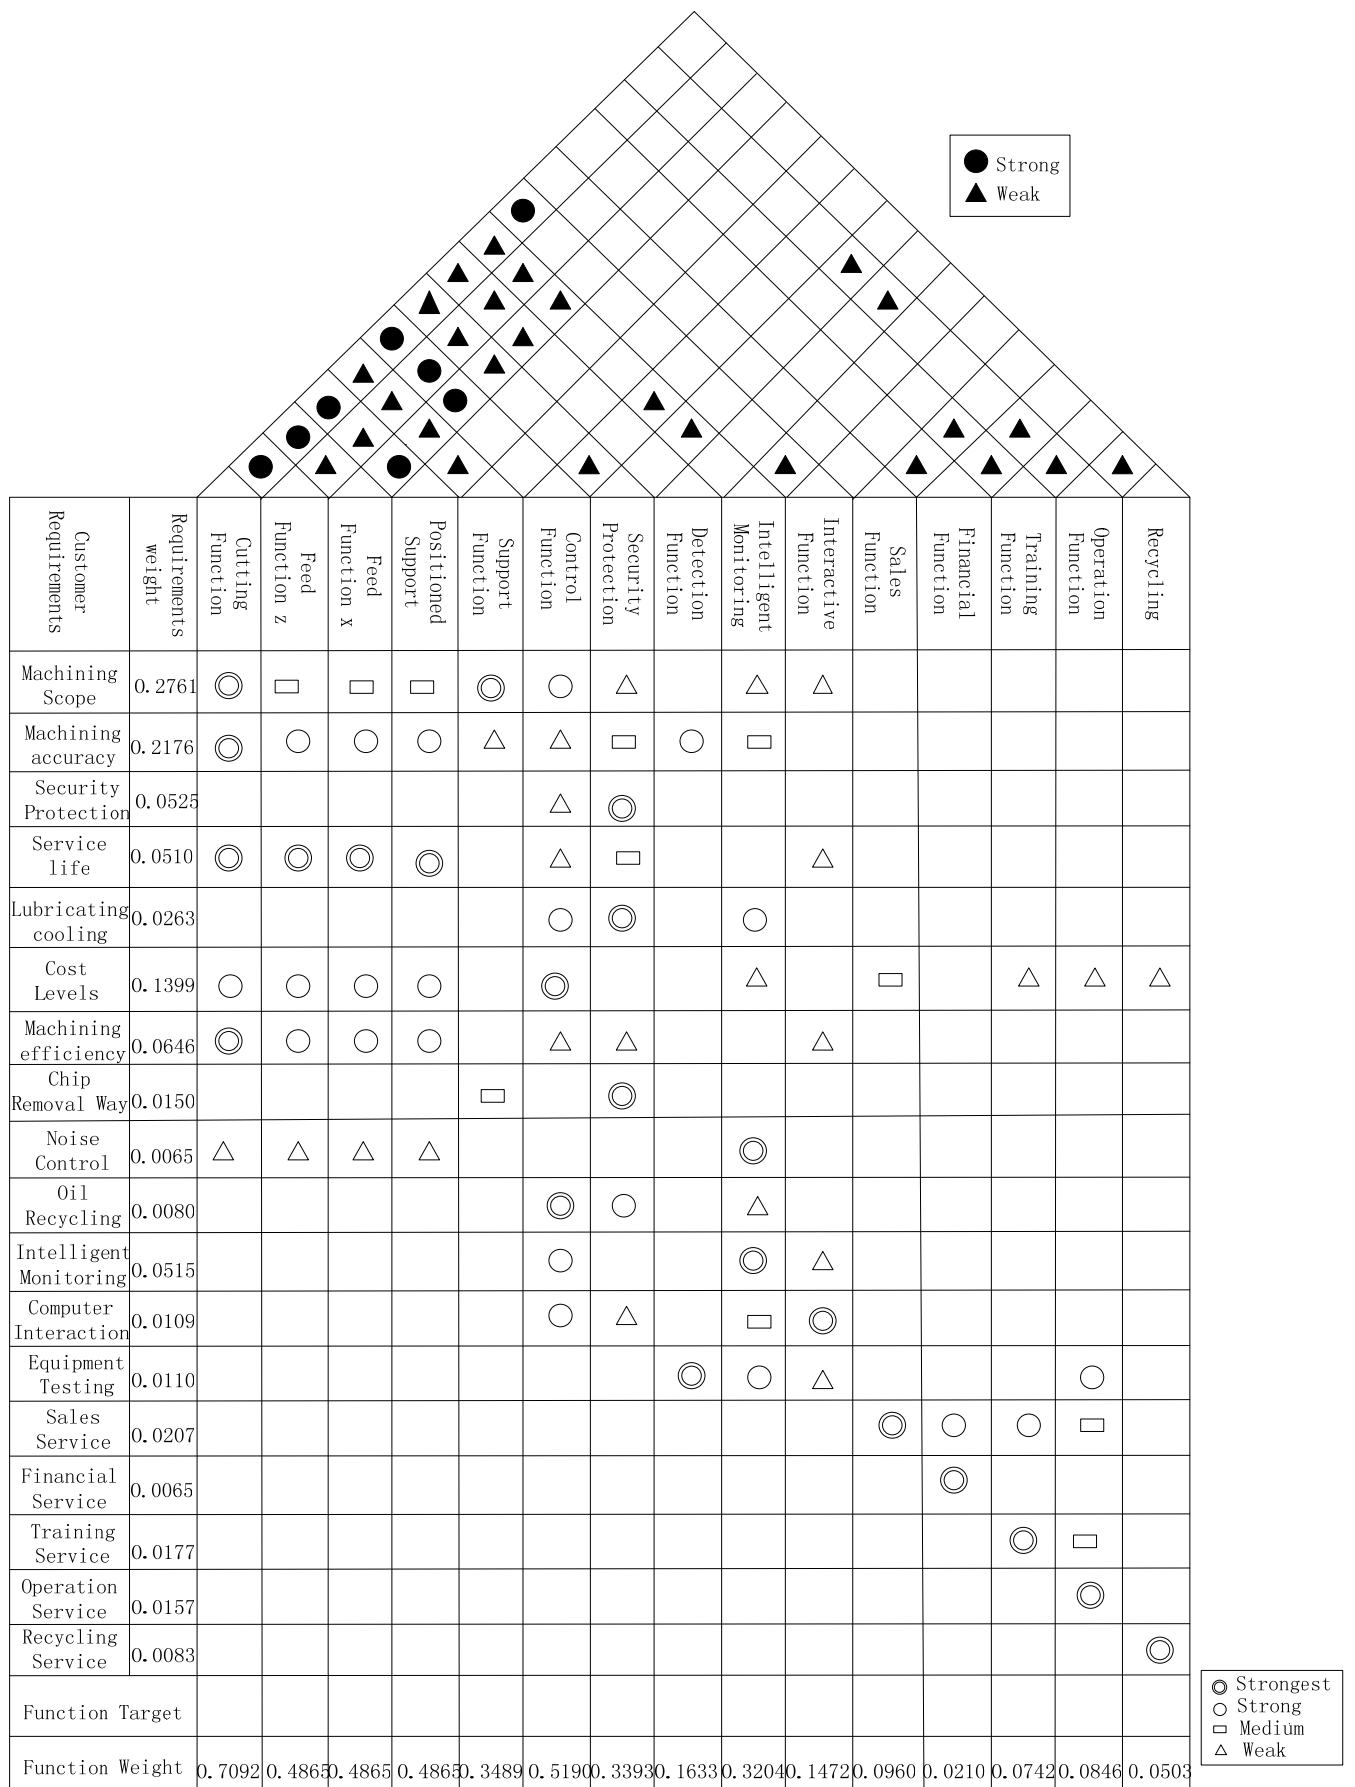 Strong
Weak
Customer
Requirements
Requirements
weight
Cutting
Function
Feed
Function z
Feed
Function x
Positioned
Support
Support
Function
Control
Function
Security
Protection
Detection
Function
Intelligent
Monitoring
Interactive
Function
Sales
Function
Financial
Function
Training
Function
Operation
Function
Recycling
Machining
Scope
0.2761
Machining
accuracy
0.2176
Security
Protection
0.0525
Service
life
0.0510
Lubricating
cooling
0.0263
Cost
Levels
0.1399
Machining
efficiency
0.0646
Chip
Removal Way
0.0150
Noise
Control
0.0065
Oil
Recycling
0.0080
Intelligent
Monitoring
0.0515
Computer
Interaction
0.0109
Equipment
Testing
0.0110
Sales
Service
0.0207
Financial
Service
0.0065
Training
Service
0.0177
Operation
Service
0.0157
Recycling
Service
0.0083
Function Target
Function Weight 0.7092 0.4865 0.4865 0.4865 0.3489 0.5190 0.3393 0.1633 0.3204 0.1472 0.0960 0.0210 0.0742 0.0846 0.0503
Strongest
Strong
Medium
Weak